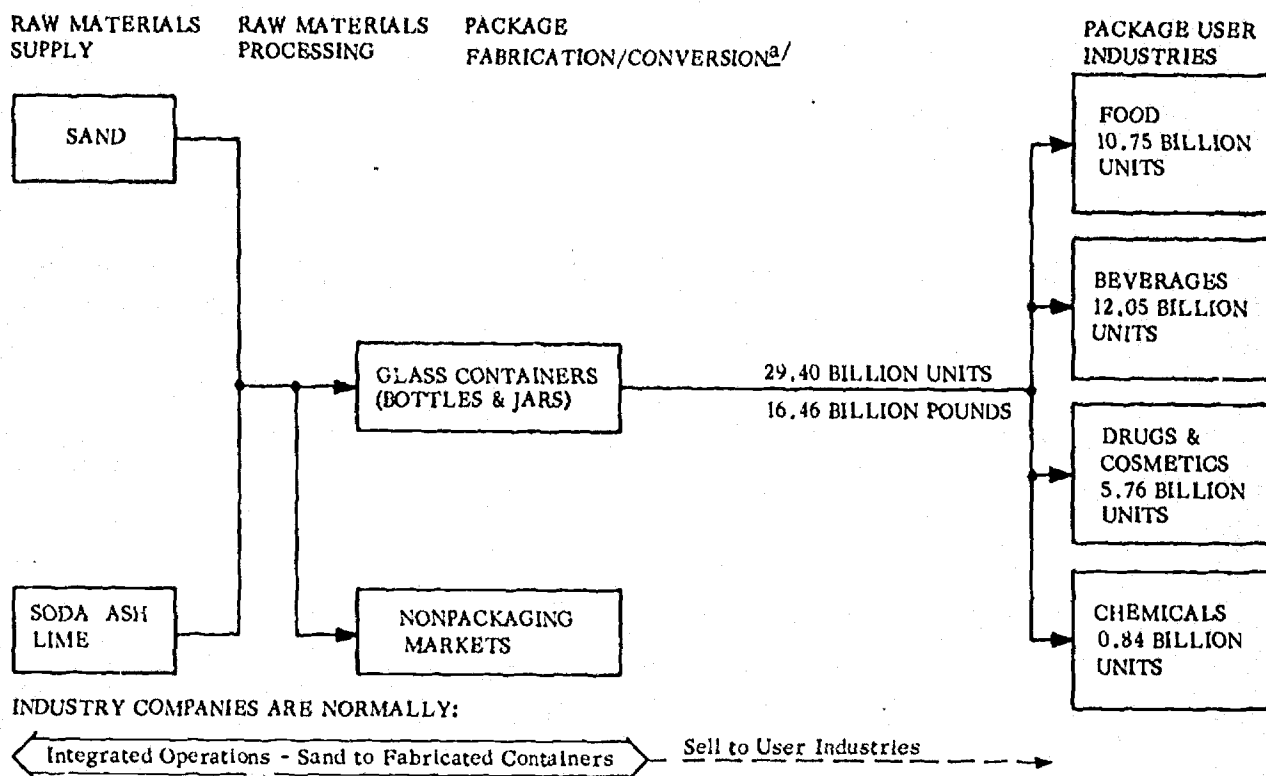 RAW MATERIALS
SUPPLY
RAW MATERIALS
PROCESSING
PACKAGE
FABRICATION/CONVERSIONa/
PACKAGE USER
INDUSTRIES
SAND
SODA ASH
LIME
GLASS CONTAINERS
(BOTTLES & JARS)
NONPACKAGING
MARKETS
29.40 BILLION UNITS
16.46 BILLION POUNDS
FOOD
10.75 BILLION
UNITS
BEVERAGES
12.05 BILLION
UNITS
DRUGS &
COSMETICS
5.76 BILLION
UNITS
CHEMICALS
0.84 BILLION
UNITS
INDUSTRY COMPANIES ARE NORMALLY:
Integrated Operations - Sand to Fabricated Containers
Sell to User Industries